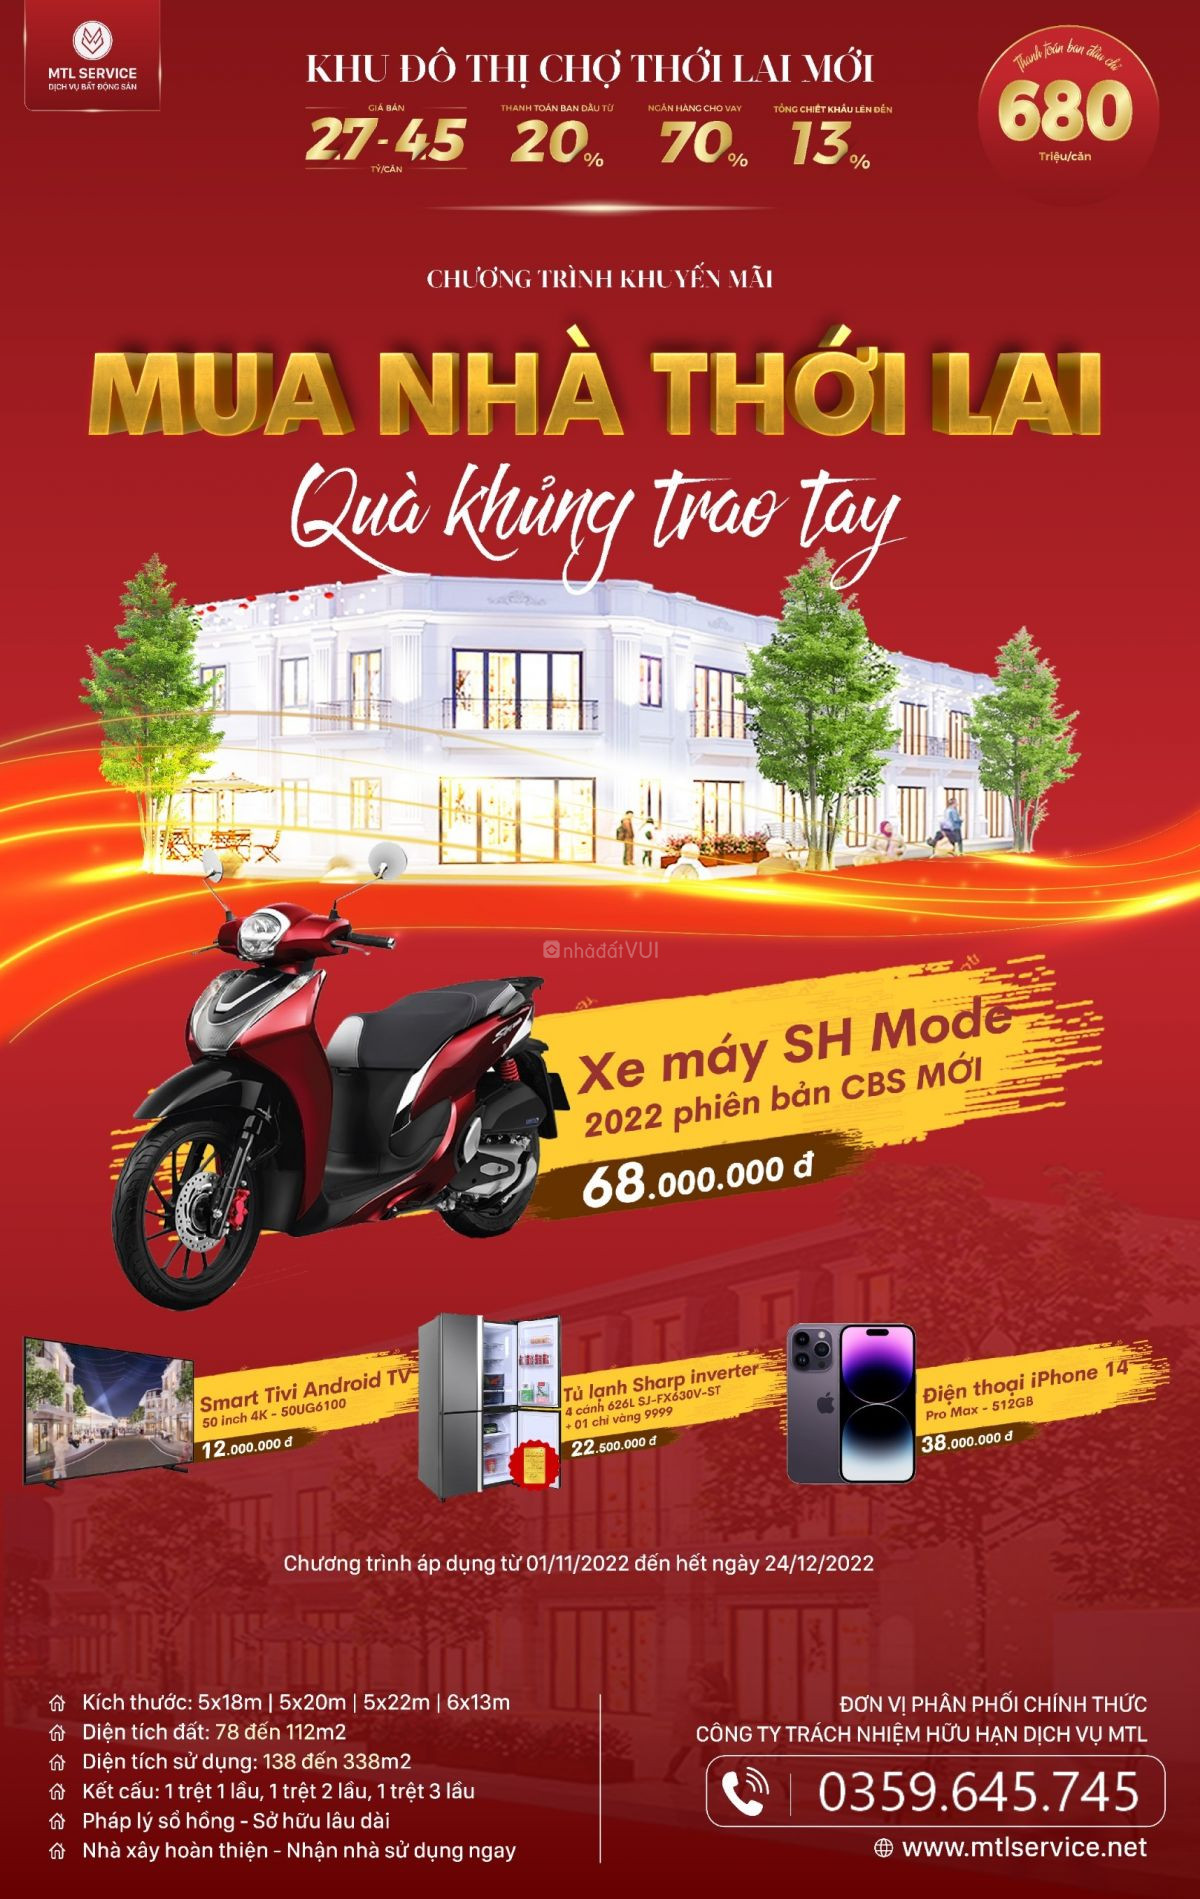 MTL SERVICE
DỊCH VỤ BẤT ĐỘNG SẢN
KHU ĐÔ THỊ CHỢ THỚI LAI MỚI
GIÁ BÁN
27 - 45
TỶ/CĂN
THANH TOÁN BAN ĐẦU TỪ
20%
NGÂN HÀNG CHO VAY
70%
TỔNG CHIẾT KHẤU LÊN ĐẾN
13%
Thanh toán ban đầu chỉ
680
Triệu/căn
CHƯƠNG TRÌNH KHUYẾN MÃI
MUA NHÀ THỚI LAI
Quà khủng trao tay
nhàđấtVUI
Xe máy SH Mode
2022 phiên bản CBS MỚI
68.000.000 đ
Smart Tivi Android TV
50 inch 4K - 50UG6100
12.000.000 đ
Tủ lạnh Sharp inverter
4 cánh 626L SJ-FX630V-ST
+ 01 chỉ vàng 9999
22.500.000 đ
Điện thoại iPhone 14
Pro Max - 512GB
38.000.000 đ
Chương trình áp dụng từ 01/11/2022 đến hết ngày 24/12/2022
Kích thước: 5x18m | 5x20m | 5x22m | 6x13m
Diện tích đất: 78 đến 112m2
Diện tích sử dụng: 138 đến 338m2
Kết cấu: 1 trệt 1 lầu, 1 trệt 2 lầu, 1 trệt 3 lầu
Pháp lý sổ hồng - Sở hữu lâu dài
Nhà xây hoàn thiện - Nhận nhà sử dụng ngay
ĐƠN VỊ PHÂN PHỐI CHÍNH THỨC
CÔNG TY TRÁCH NHIỆM HỮU HẠN DỊCH VỤ MTL
0359.645.745
www.mtlservice.net